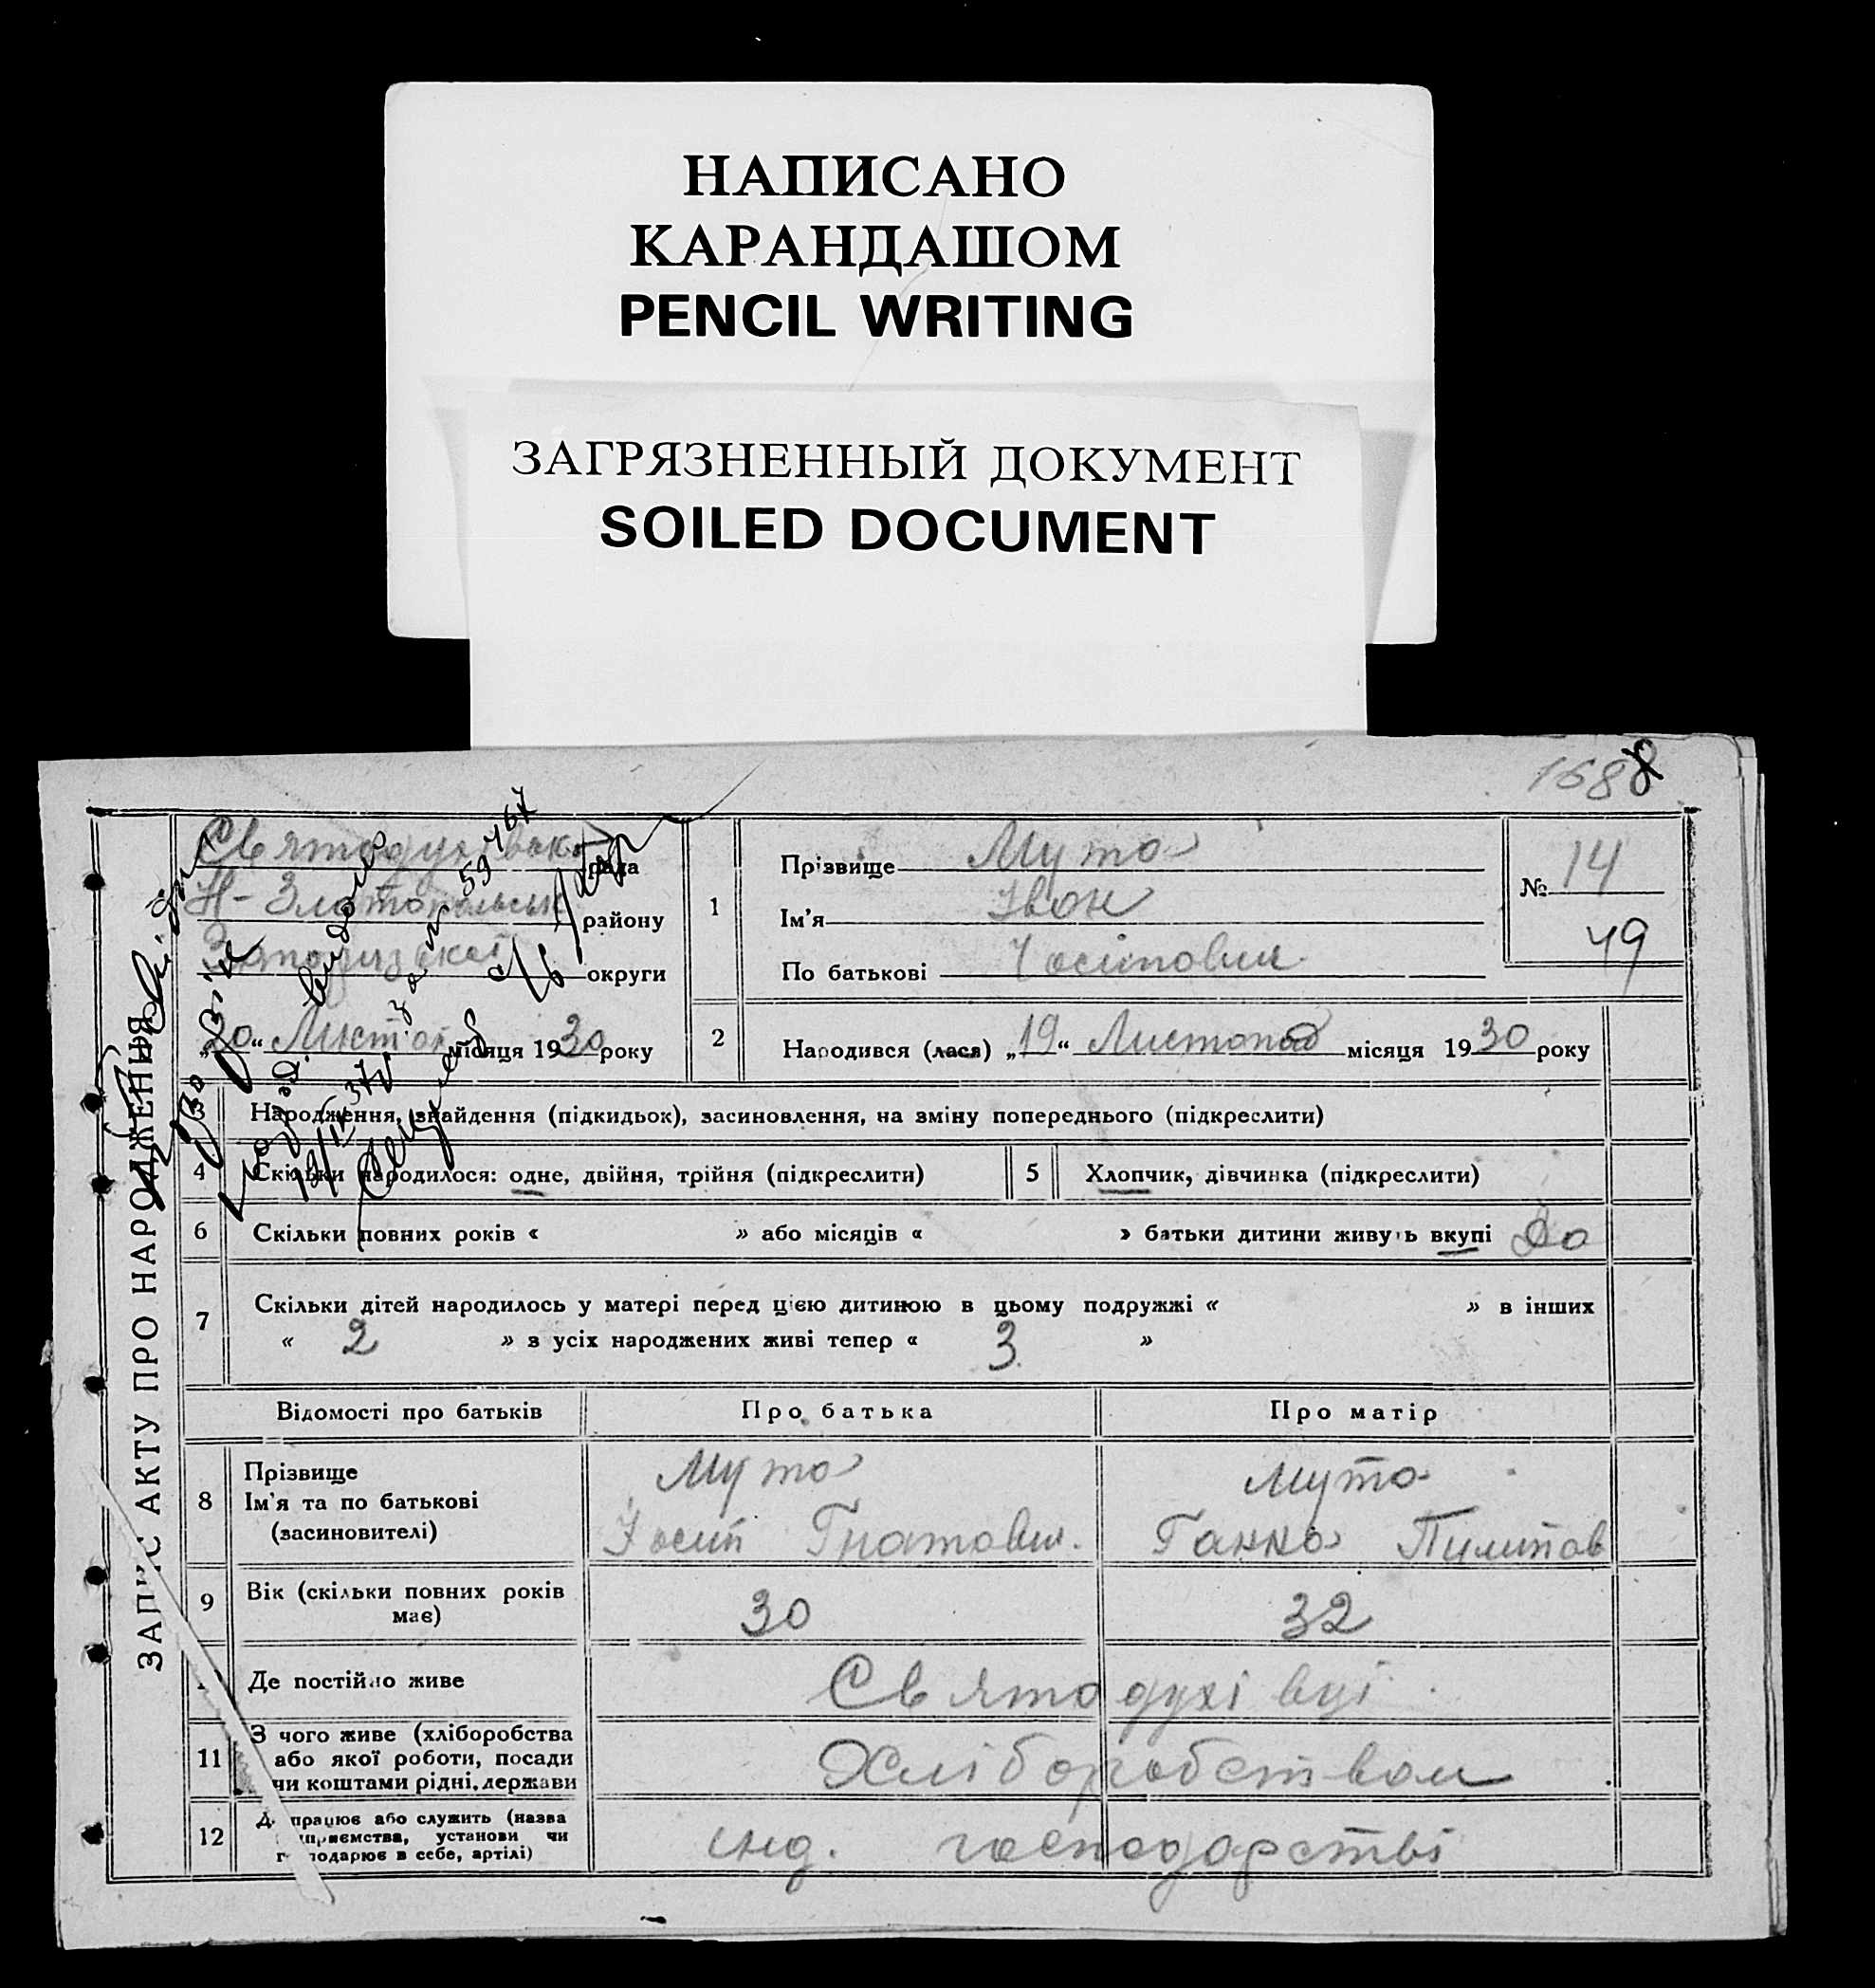 НАПИСАНО
КАРАНДАШОМ
PENCIL WRITING
ЗАГРЯЗНЕННЫЙ ДОКУМЕНТ
SOILED DOCUMENT
1688
ЗАПИС АКТУ ПРО НАРОДЖЕННЯ
рада
Н-Златопільськ району
округи
„20“ Листоп місяця 1930 року
1
Прізвище Мута
Ім'я Іван
По батькові Йосипович
№ 14
49
2 Народився (лася) „19“ Листопад місяця 1930 року
3 Народження, знайдення (підкидьок), засиновлення, на зміну попереднього (підкреслити)
4 Скільки народилося: одне, двійня, трійня (підкреслити)
5 Хлопчик, дівчинка (підкреслити)
6 Скільки повних років « » або місяців « » батьки дитини живуть вкупі Да
7 Скільки дітей народилось у матері перед цією дитиною в цьому подружжі « » в інших
« 2 » з усіх народжених живі тепер « 3 »
Відомості про батьків Про батька Про матір
8 Прізвище Мута Мута
Ім'я та по батькові Йосип Гнатович. Ганна Пилипов
(засиновителі)
9 Вік (скільки повних років має) 30 32
Де постійно живе Святодухівці
11 З чого живе (хліборобства або якої роботи, посади чи коштами рідні, держави Хліборобством
12 Де працює або служить (назва підприємства, установи чи господарює в себе, артілі) інд. господарстві